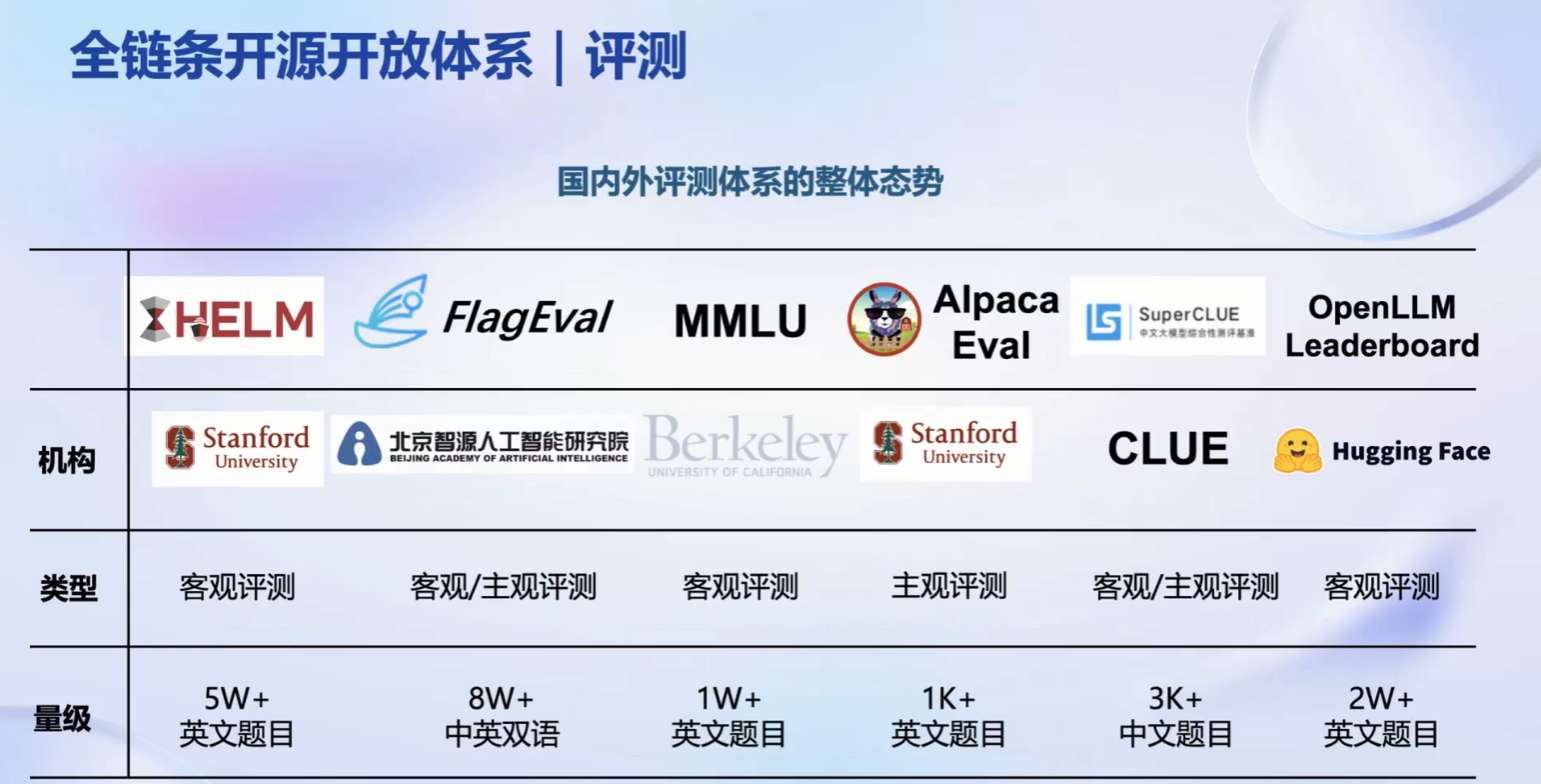 全链条开源开放体系 | 评测
国内外评测体系的整体态势
HELM
FlagEval
MMLU
Alpaca
Eval
SuperCLUE
中文大模型综合性测评基准
OpenLLM
Leaderboard
机构
Stanford
University
北京智源人工智能研究院
BEIJING ACADEMY OF ARTIFICIAL INTELLIGENCE
Berkeley
UNIVERSITY OF CALIFORNIA
Stanford
University
CLUE
Hugging Face
类型
客观评测
客观/主观评测
客观评测
主观评测
客观/主观评测
客观评测
量级
5W+
英文题目
8W+
中英双语
1W+
英文题目
1K+
英文题目
3K+
中文题目
2W+
英文题目